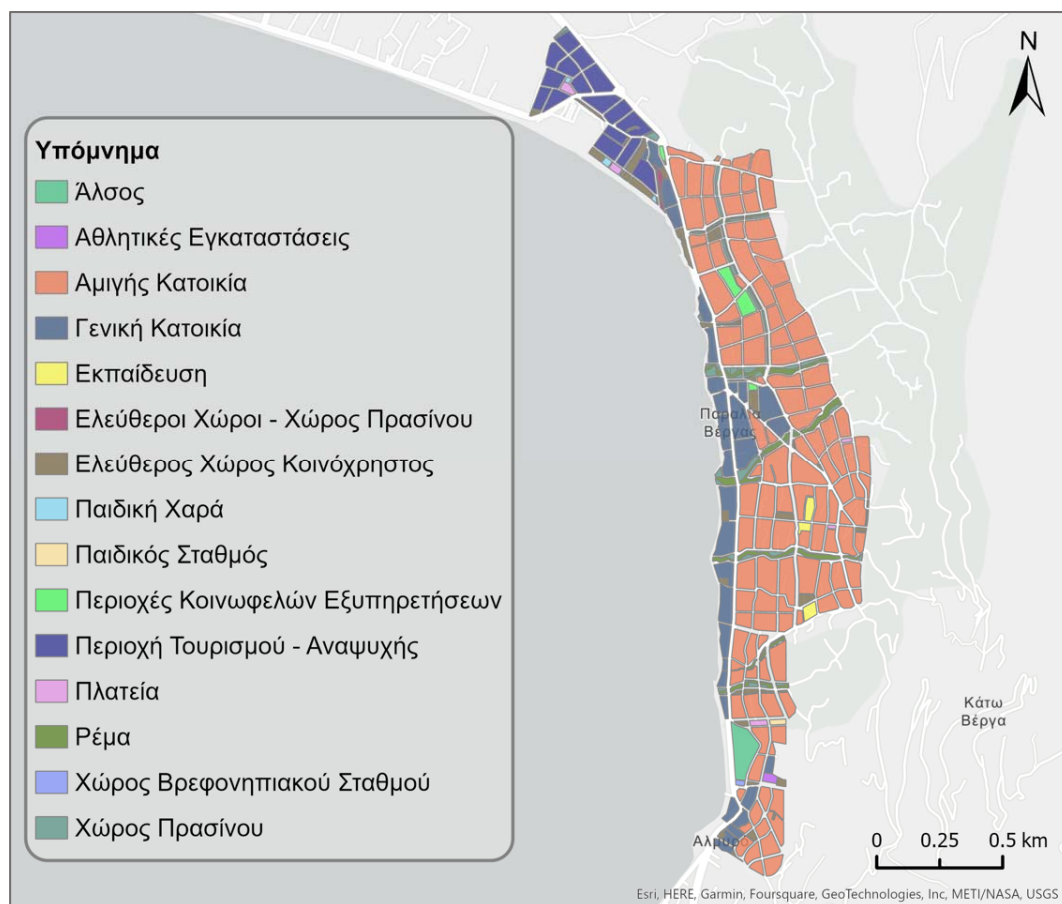 N
Υπόμνημα
Άλσος
Αθλητικές Εγκαταστάσεις
Αμιγής Κατοικία
Γενική Κατοικία
Εκπαίδευση
Ελεύθεροι Χώροι - Χώρος Πρασίνου
Ελεύθερος Χώρος Κοινόχρηστος
Παιδική Χαρά
Παιδικός Σταθμός
Περιοχές Κοινωφελών Εξυπηρετήσεων
Περιοχή Τουρισμού - Αναψυχής
Πλατεία
Ρέμα
Χώρος Βρεφονηπιακού Σταθμού
Χώρος Πρασίνου
Παραλία
Βέργας
Κάτω
Βέργα
Αλμυρό
0 0.25 0.5 km
Esri, HERE, Garmin, Foursquare, GeoTechnologies, Inc, METI/NASA, USGS